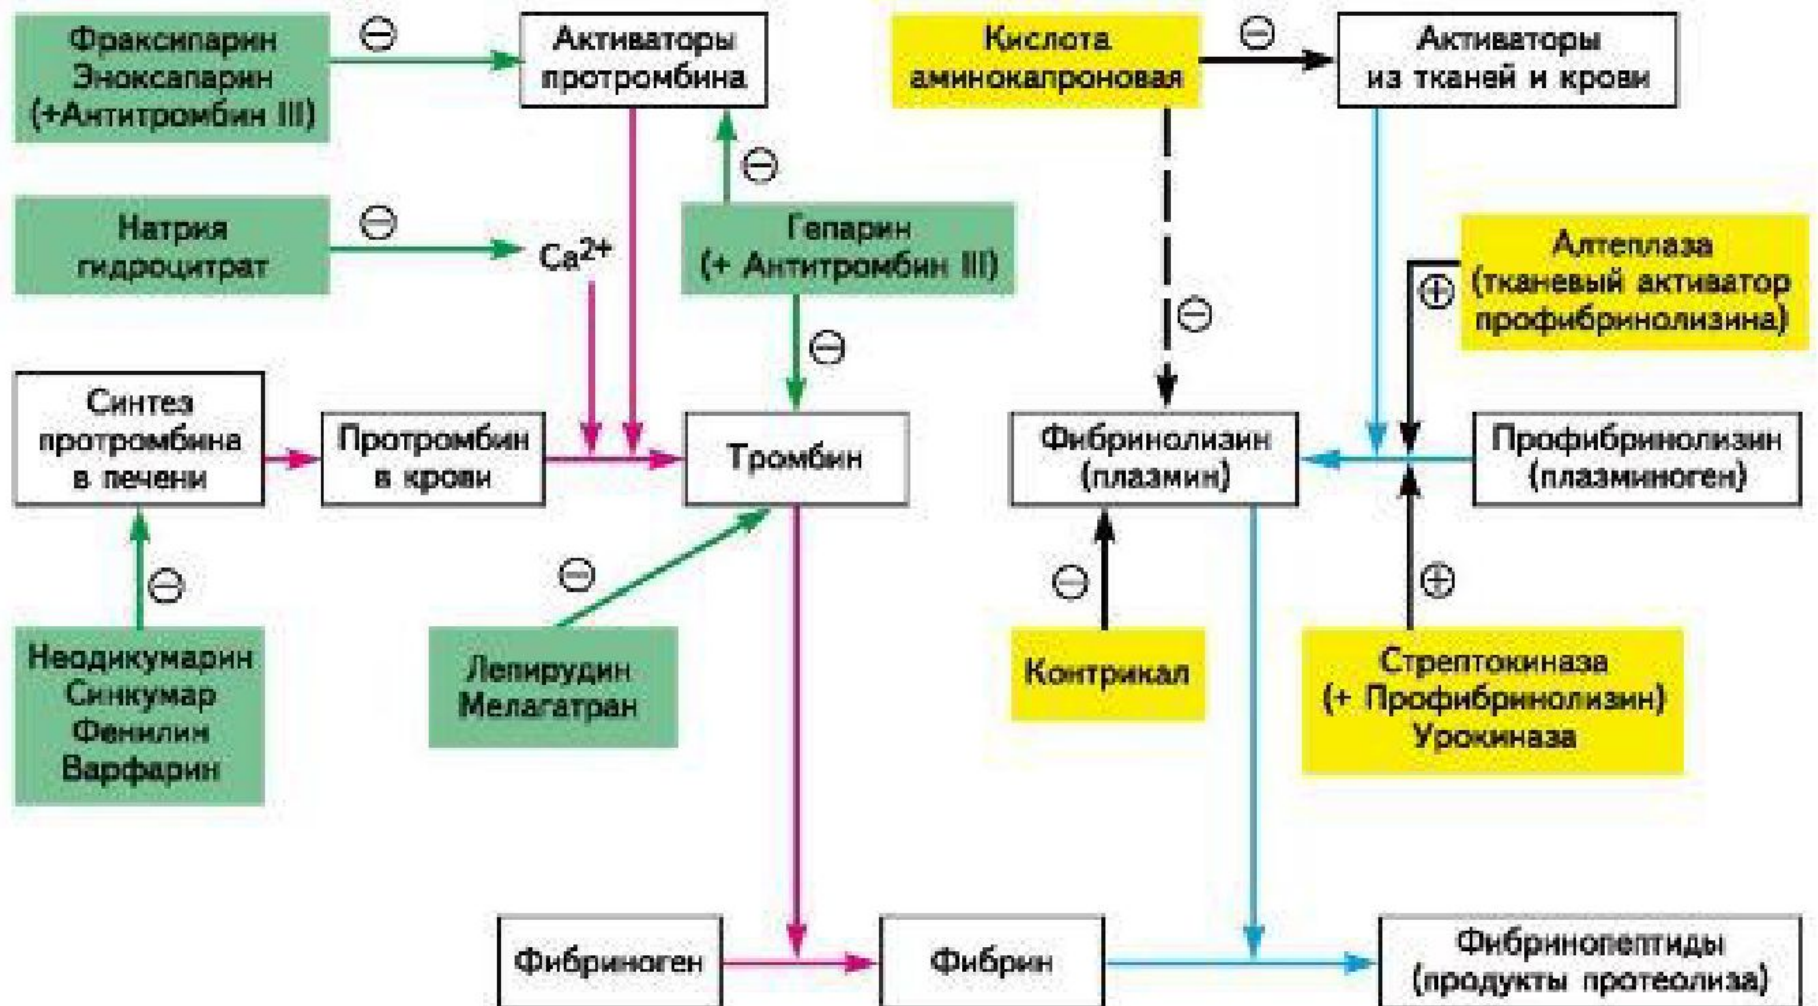 Фраксипарин
Эноксапарин
(+Антитромбин III)
⊖
Активаторы
протромбина
Кислота
аминокапроновая
⊖
Активаторы
из тканей и крови
⊖
Натрия
гидроцитрат
⊖
Ca²⁺
Гепарин
(+ Антитромбин III)
Алтеплаза
(тканевый активатор
профибринолизина)
⊕
⊖
⊖
Синтез
протромбина
в печени
Протромбин
в крови
Тромбин
Фибринолизин
(плазмин)
Профибринолизин
(плазминоген)
⊖
⊖
⊖
⊕
Неодикумарин
Синкумар
Фенилин
Варфарин
Лепирудин
Мелагатран
Контрикал
Стрептокиназа
(+ Профибринолизин)
Урокиназа
Фибриноген
Фибрин
Фибринопептиды
(продукты протеолиза)